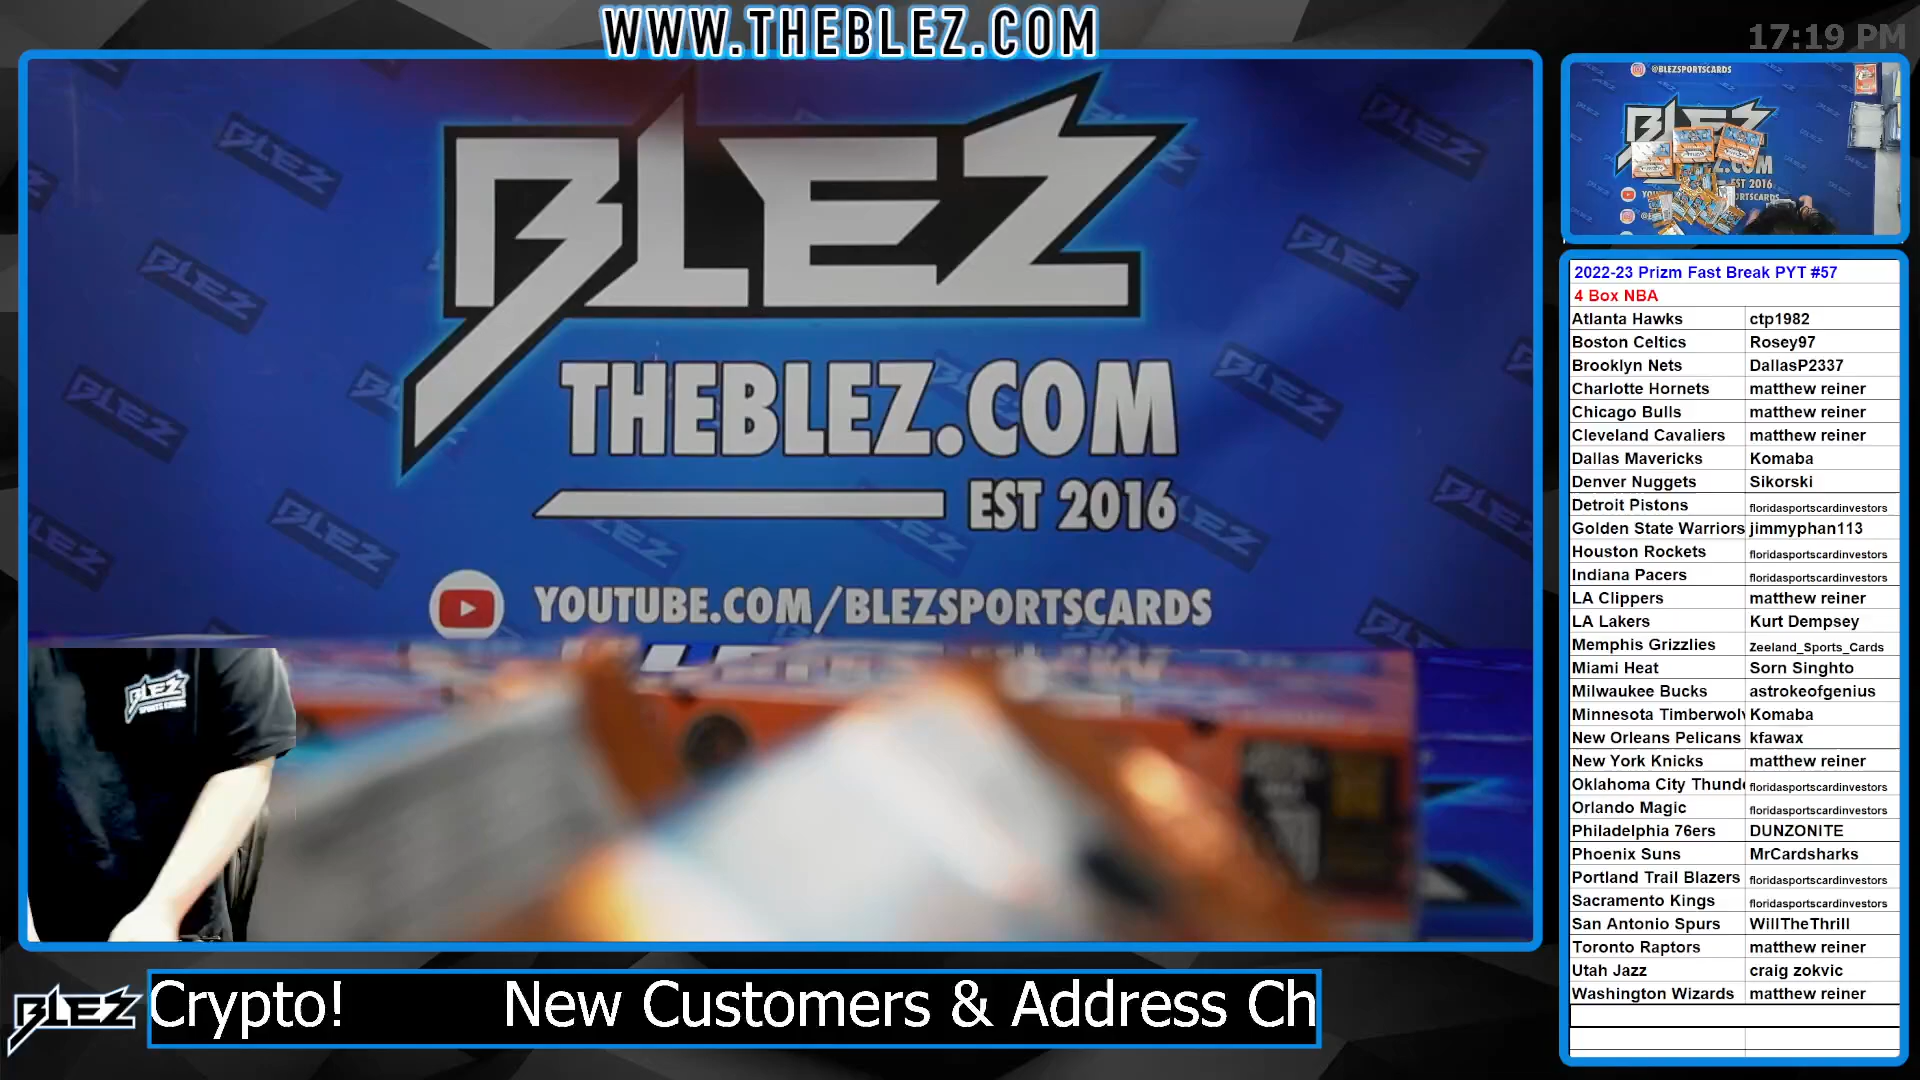 WWW.THEBLEZ.COM
17:19 PM
BLEZ
THEBLEZ.COM
EST 2016
YOUTUBE.COM/BLEZSPORTSCARDS
BLEZ
SPORTS CARDS
@BLEZSPORTSCARDS
BLEZ
EST 2016
2022-23 Prizm Fast Break PYT #57
4 Box NBA
Atlanta Hawks ctp1982
Boston Celtics Rosey97
Brooklyn Nets DallasP2337
Charlotte Hornets matthew reiner
Chicago Bulls matthew reiner
Cleveland Cavaliers matthew reiner
Dallas Mavericks Komaba
Denver Nuggets Sikorski
Detroit Pistons floridasportscardinvestors
Golden State Warriors jimmyphan113
Houston Rockets floridasportscardinvestors
Indiana Pacers floridasportscardinvestors
LA Clippers matthew reiner
LA Lakers Kurt Dempsey
Memphis Grizzlies Zeeland_Sports_Cards
Miami Heat Sorn Singhto
Milwaukee Bucks astrokeofgenius
Minnesota Timberwolv Komaba
New Orleans Pelicans kfawax
New York Knicks matthew reiner
Oklahoma City Thund floridasportscardinvestors
Orlando Magic floridasportscardinvestors
Philadelphia 76ers DUNZONITE
Phoenix Suns MrCardsharks
Portland Trail Blazers floridasportscardinvestors
Sacramento Kings floridasportscardinvestors
San Antonio Spurs WillTheThrill
Toronto Raptors matthew reiner
Utah Jazz craig zokvic
Washington Wizards matthew reiner
BLEZ
Crypto! New Customers & Address Ch